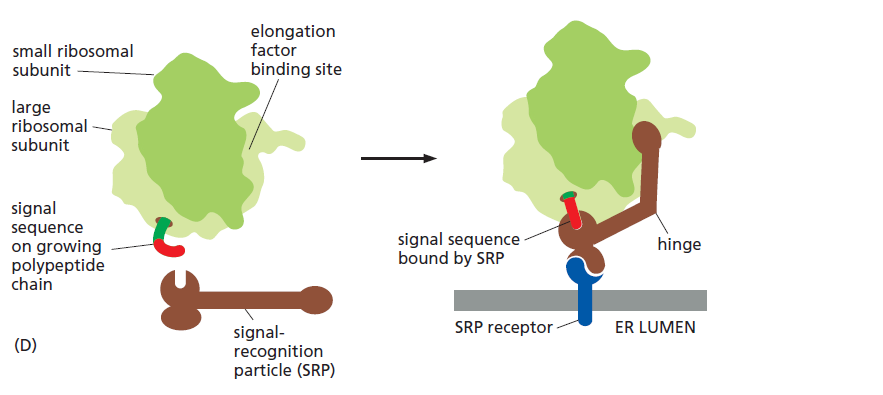 small ribosomal
subunit
elongation
factor
binding site
large
ribosomal
subunit
signal
sequence
on growing
polypeptide
chain
signal-
recognition
particle (SRP)
(D)
signal sequence
bound by SRP
hinge
SRP receptor
ER LUMEN